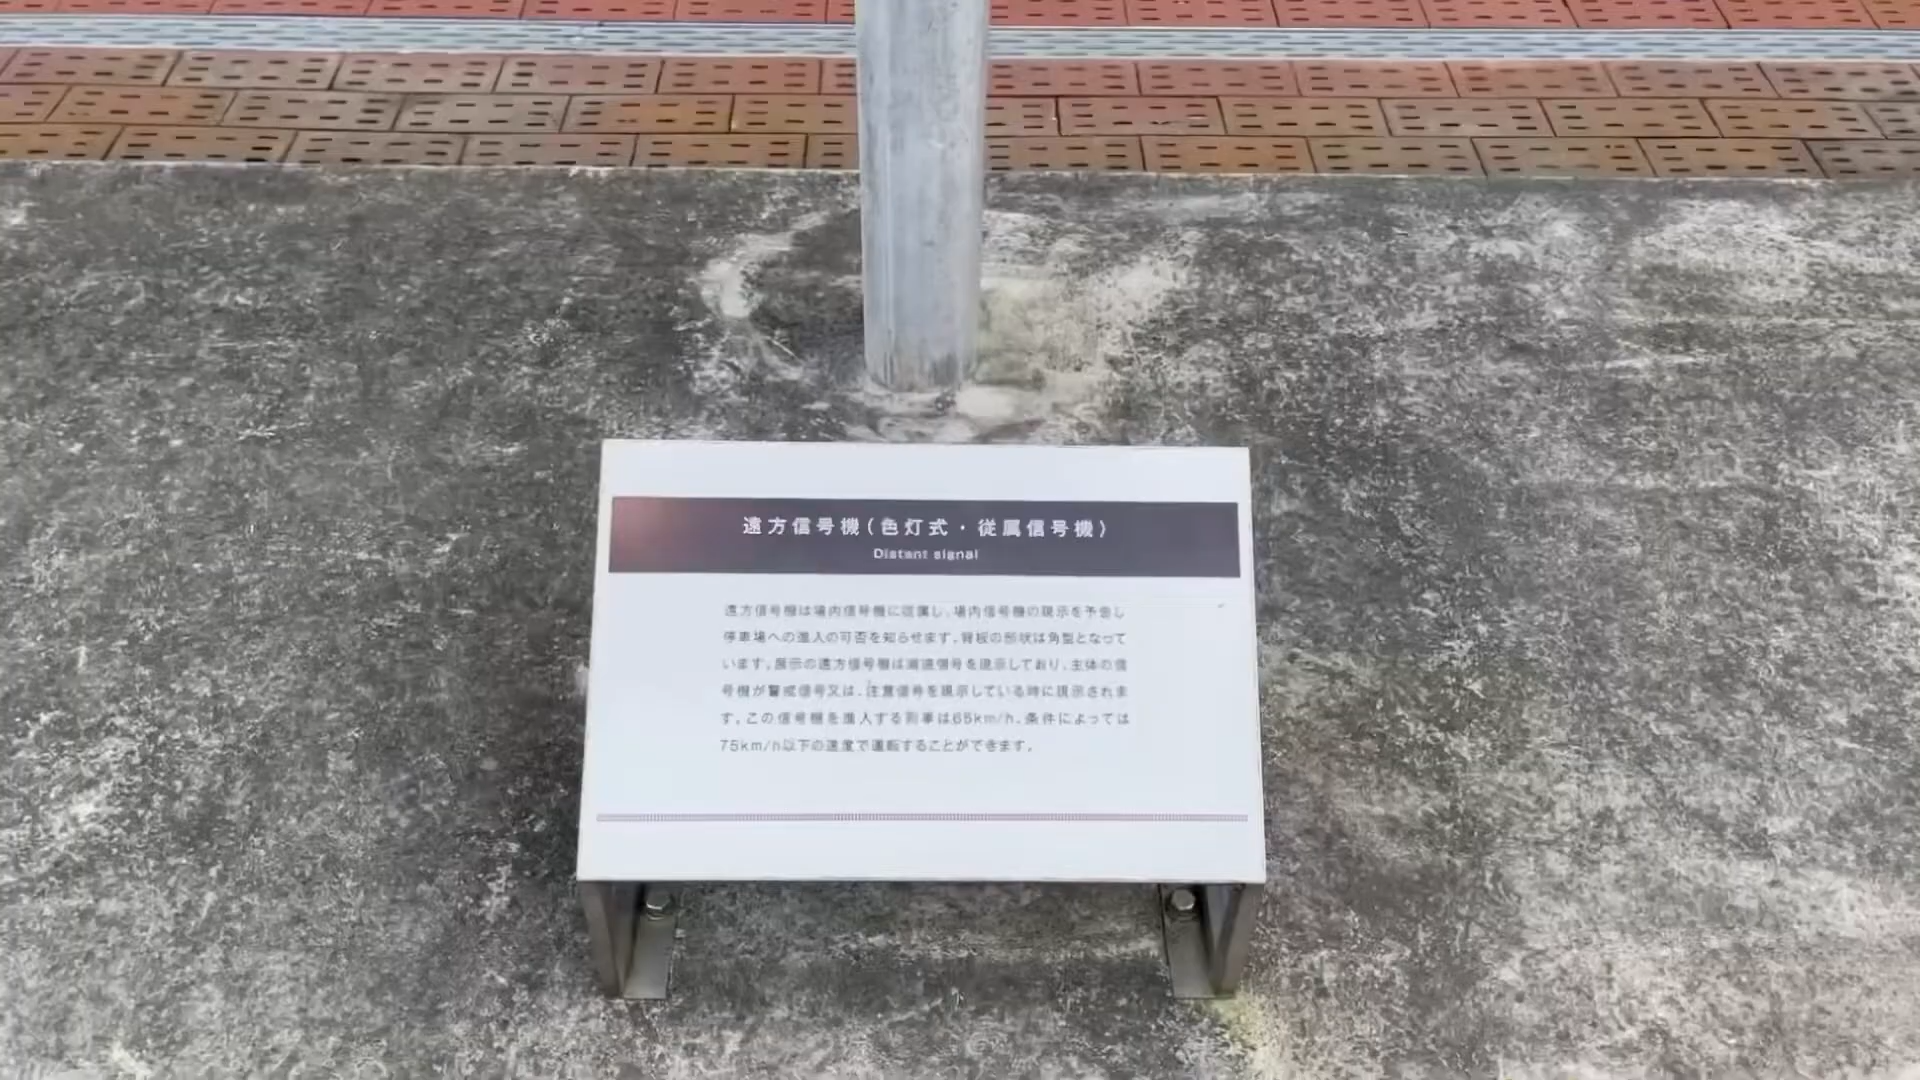 遠方信号機(色灯式・従属信号機)
Distant signal
遠方信号機は場内信号機に従属し、場内信号機の現示を予告し
停車場への進入の可否を知らせます。背板の形状は角型となって
います。展示の遠方信号機は減速信号を現示しており、主体の信
号機が警戒信号又は、注意信号を現示している時に現示されま
す。この信号機を進入する列車は65km/h、条件によっては
75km/h以下の速度で運転することができます。